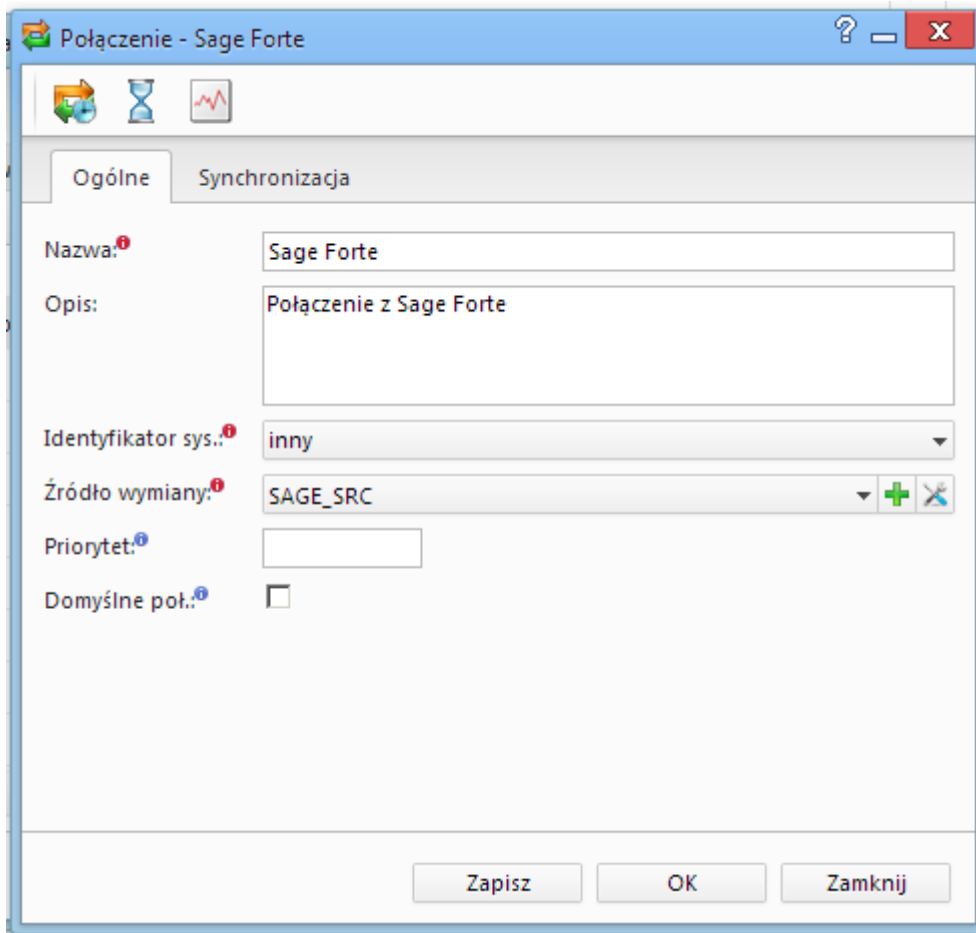 Połączenie - Sage Forte
Ogólne Synchronizacja
Nazwa: Sage Forte
Opis: Połączenie z Sage Forte
Identyfikator sys.: inny
Źródło wymiany: SAGE_SRC
Priorytet:
Domyślne poł.:
Zapisz OK Zamknij